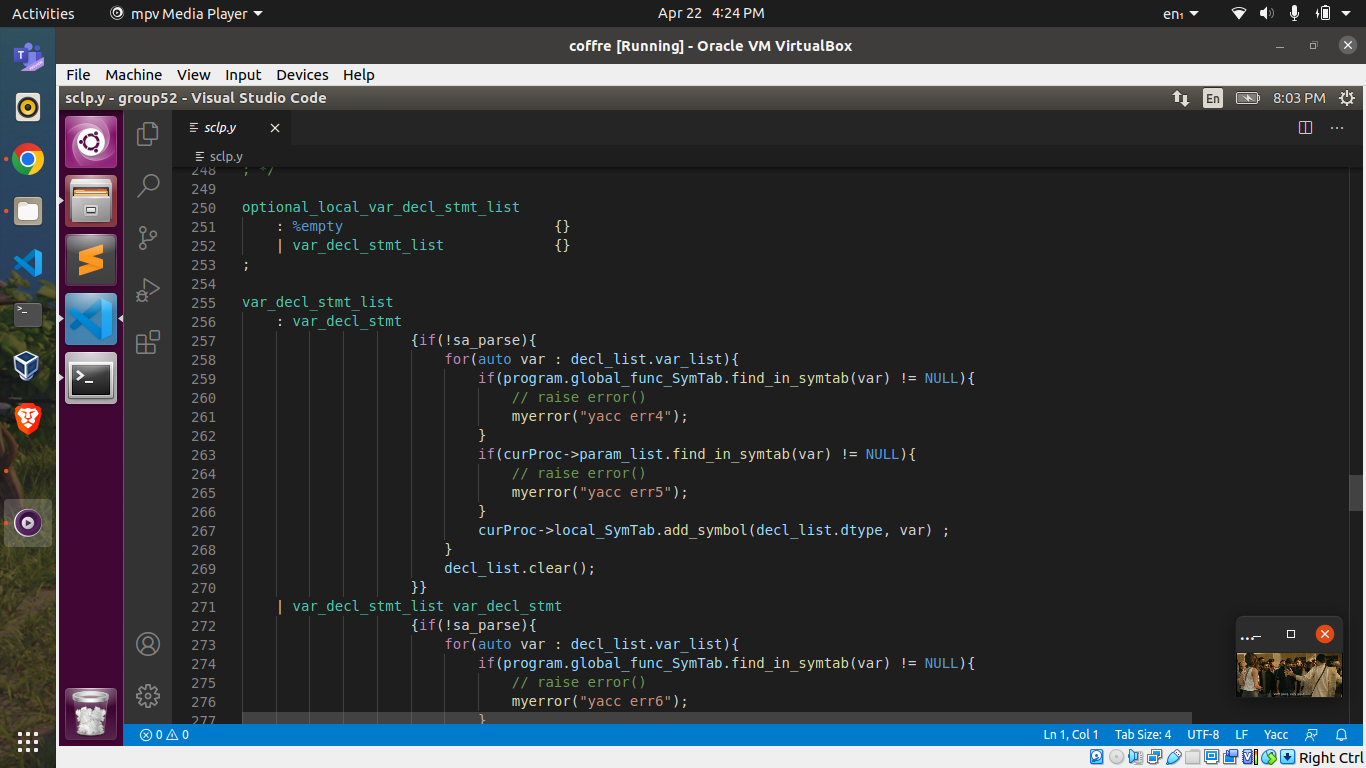 Activities mpv Media Player Apr 22 4:24 PM en₁
coffre [Running] - Oracle VM VirtualBox
File Machine View Input Devices Help
sclp.y - group52 - Visual Studio Code En 8:03 PM
sclp.y
sclp.y
248 ; */
249
250 optional_local_var_decl_stmt_list
251 : %empty {}
252 | var_decl_stmt_list {}
253 ;
254
255 var_decl_stmt_list
256 : var_decl_stmt
257 {if(!sa_parse){
258 for(auto var : decl_list.var_list){
259 if(program.global_func_SymTab.find_in_symtab(var) != NULL){
260 // raise error()
261 myerror("yacc err4");
262 }
263 if(curProc->param_list.find_in_symtab(var) != NULL){
264 // raise error()
265 myerror("yacc err5");
266 }
267 curProc->local_SymTab.add_symbol(decl_list.dtype, var) ;
268 }
269 decl_list.clear();
270 }}
271 | var_decl_stmt_list var_decl_stmt
272 {if(!sa_parse){
273 for(auto var : decl_list.var_list){
274 if(program.global_func_SymTab.find_in_symtab(var) != NULL){
275 // raise error()
276 myerror("yacc err6");
277 }
0 0 Ln 1, Col 1 Tab Size: 4 UTF-8 LF Yacc
Right Ctrl